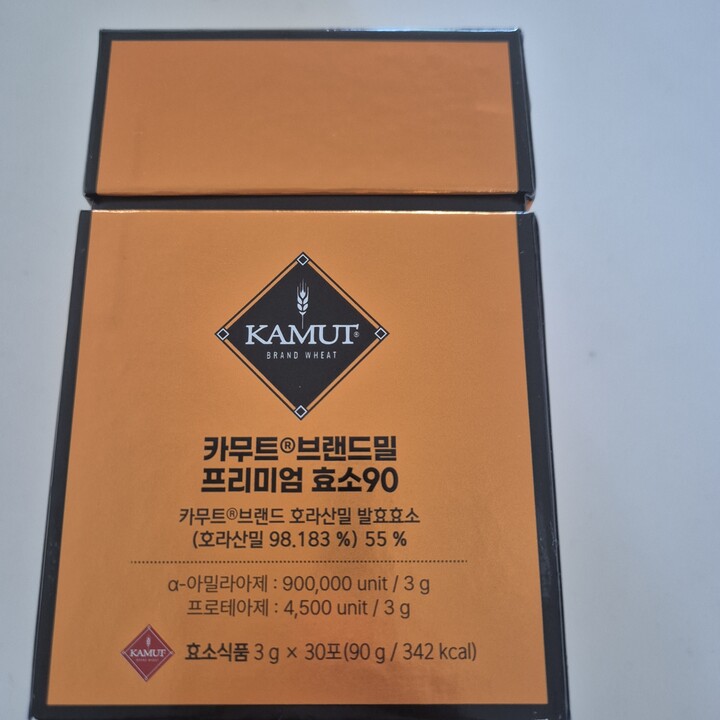 KAMUT®
BRAND WHEAT
카무트®브랜드밀
프리미엄 효소90
카무트®브랜드 호라산밀 발효효소
(호라산밀 98.183 %) 55 %
α-아밀라아제 : 900,000 unit / 3 g
프로테아제 : 4,500 unit / 3 g
KAMUT
BRAND WHEAT
효소식품 3 g × 30포(90 g / 342 kcal)